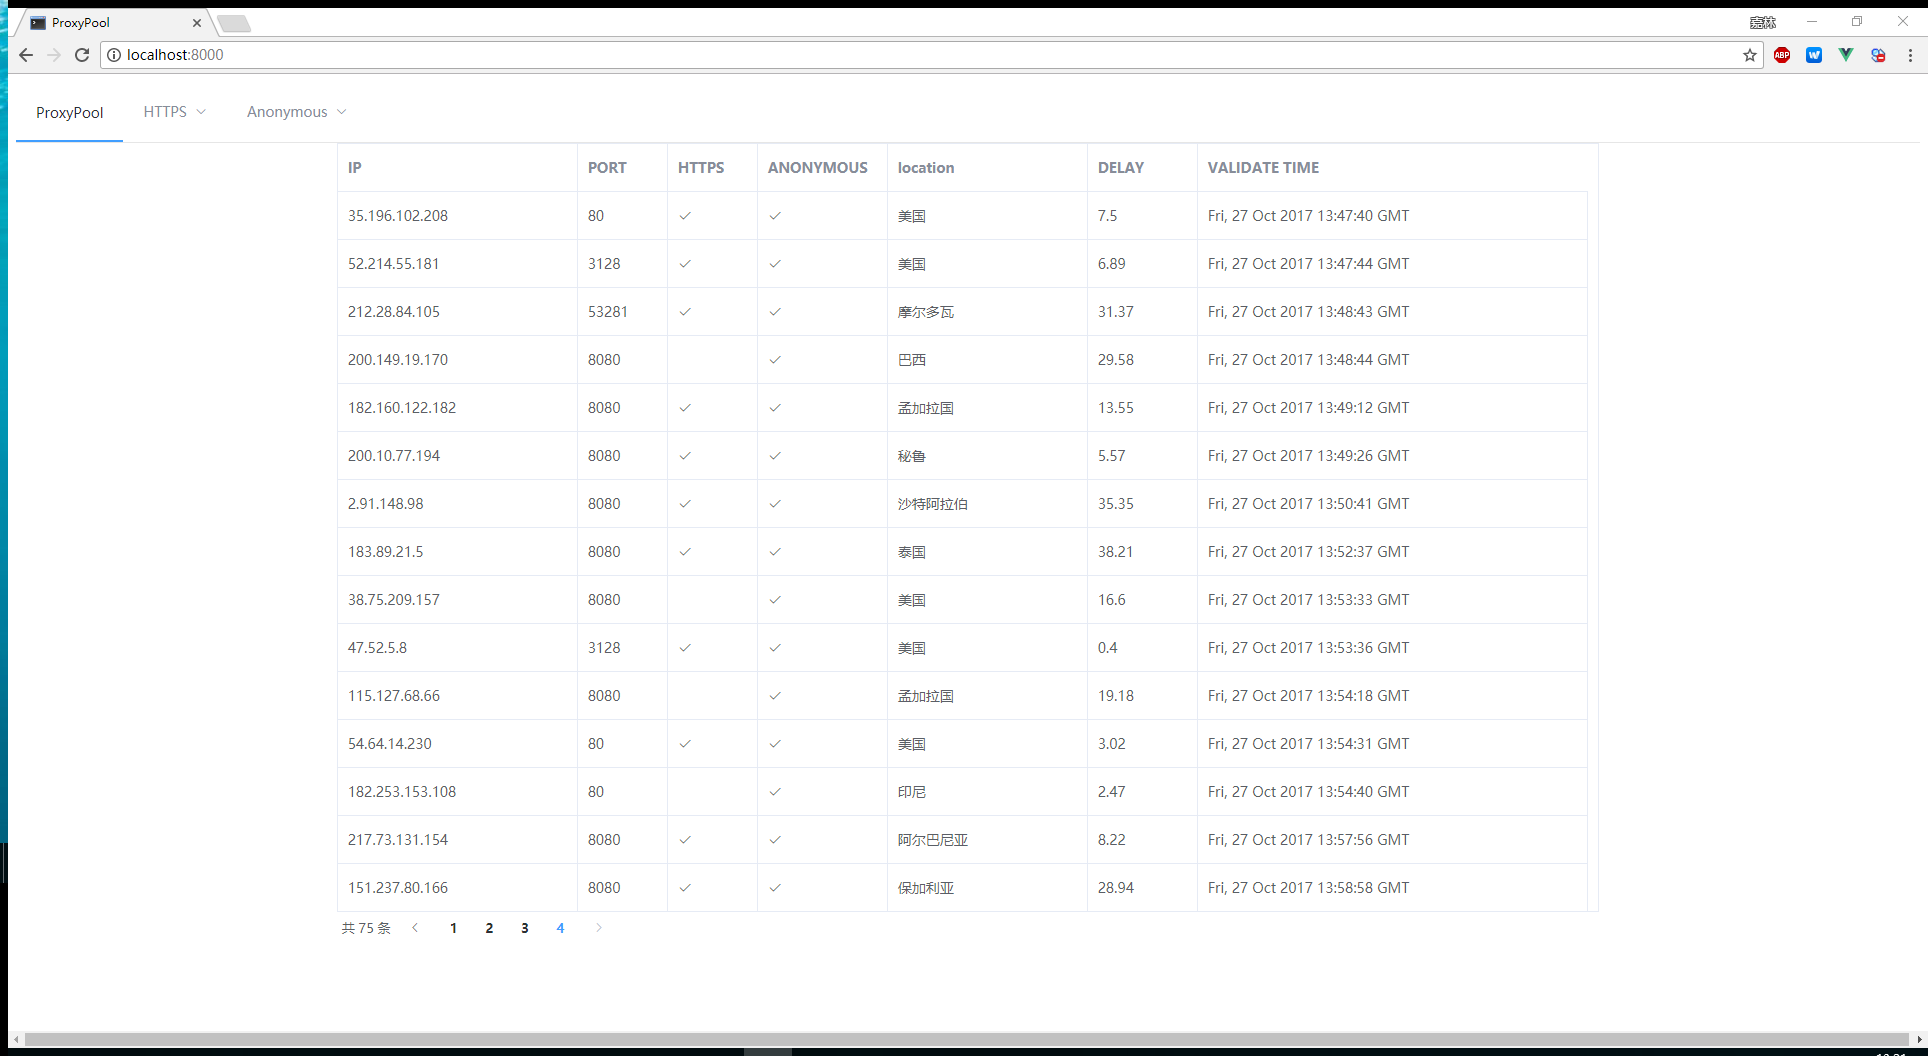 ProxyPool
嘉林
localhost:8000
ABP
W
ProxyPool HTTPS Anonymous
IP PORT HTTPS ANONYMOUS location DELAY VALIDATE TIME
35.196.102.208 80 ✓ ✓ 美国 7.5 Fri, 27 Oct 2017 13:47:40 GMT
52.214.55.181 3128 ✓ ✓ 美国 6.89 Fri, 27 Oct 2017 13:47:44 GMT
212.28.84.105 53281 ✓ ✓ 摩尔多瓦 31.37 Fri, 27 Oct 2017 13:48:43 GMT
200.149.19.170 8080 ✓ 巴西 29.58 Fri, 27 Oct 2017 13:48:44 GMT
182.160.122.182 8080 ✓ ✓ 孟加拉国 13.55 Fri, 27 Oct 2017 13:49:12 GMT
200.10.77.194 8080 ✓ ✓ 秘鲁 5.57 Fri, 27 Oct 2017 13:49:26 GMT
2.91.148.98 8080 ✓ ✓ 沙特阿拉伯 35.35 Fri, 27 Oct 2017 13:50:41 GMT
183.89.21.5 8080 ✓ ✓ 泰国 38.21 Fri, 27 Oct 2017 13:52:37 GMT
38.75.209.157 8080 ✓ 美国 16.6 Fri, 27 Oct 2017 13:53:33 GMT
47.52.5.8 3128 ✓ ✓ 美国 0.4 Fri, 27 Oct 2017 13:53:36 GMT
115.127.68.66 8080 ✓ 孟加拉国 19.18 Fri, 27 Oct 2017 13:54:18 GMT
54.64.14.230 80 ✓ ✓ 美国 3.02 Fri, 27 Oct 2017 13:54:31 GMT
182.253.153.108 80 ✓ 印尼 2.47 Fri, 27 Oct 2017 13:54:40 GMT
217.73.131.154 8080 ✓ ✓ 阿尔巴尼亚 8.22 Fri, 27 Oct 2017 13:57:56 GMT
151.237.80.166 8080 ✓ ✓ 保加利亚 28.94 Fri, 27 Oct 2017 13:58:58 GMT
共 75 条 < 1 2 3 4 >